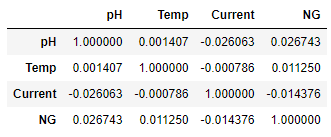 pH Temp Current NG
pH 1.000000 0.001407 -0.026063 0.026743
Temp 0.001407 1.000000 -0.000786 0.011250
Current -0.026063 -0.000786 1.000000 -0.014376
NG 0.026743 0.011250 -0.014376 1.000000